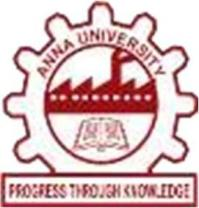 ANNA UNIVERSITY
PROGRESS THROUGH KNOWLEDGE